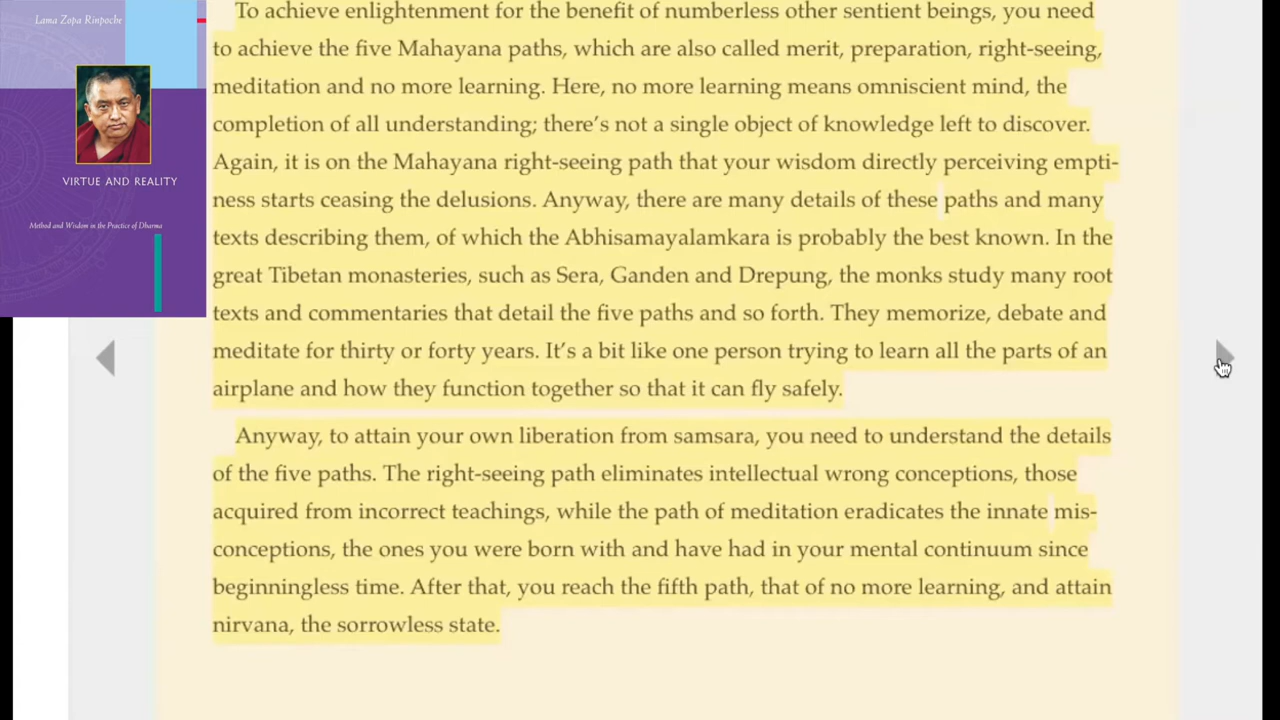 Lama Zopa Rinpoche
VIRTUE AND REALITY
Method and Wisdom in the Practice of Dharma
To achieve enlightenment for the benefit of numberless other sentient beings, you need
to achieve the five Mahayana paths, which are also called merit, preparation, right-seeing,
meditation and no more learning. Here, no more learning means omniscient mind, the
completion of all understanding; there's not a single object of knowledge left to discover.
Again, it is on the Mahayana right-seeing path that your wisdom directly perceiving empti-
ness starts ceasing the delusions. Anyway, there are many details of these paths and many
texts describing them, of which the Abhisamayalamkara is probably the best known. In the
great Tibetan monasteries, such as Sera, Ganden and Drepung, the monks study many root
texts and commentaries that detail the five paths and so forth. They memorize, debate and
meditate for thirty or forty years. It's a bit like one person trying to learn all the parts of an
airplane and how they function together so that it can fly safely.
Anyway, to attain your own liberation from samsara, you need to understand the details
of the five paths. The right-seeing path eliminates intellectual wrong conceptions, those
acquired from incorrect teachings, while the path of meditation eradicates the innate mis-
conceptions, the ones you were born with and have had in your mental continuum since
beginningless time. After that, you reach the fifth path, that of no more learning, and attain
nirvana, the sorrowless state.